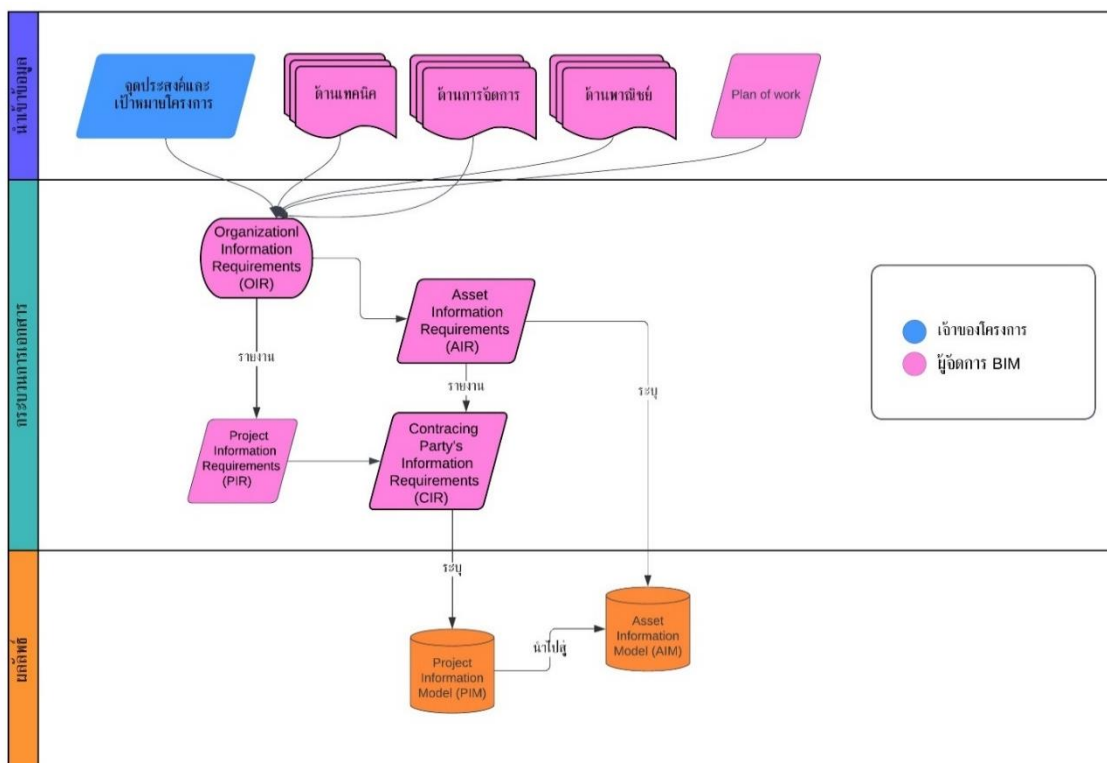 นำเข้าข้อมูล
จุดประสงค์และ
เป้าหมายโครงการ
ด้านเทคนิค
ด้านการจัดการ
ด้านพาณิชย์
Plan of work
กระบวนการเอกสาร
Organizationl
Information
Requirements
(OIR)
Asset
Information
Requirements
(AIR)
รายงาน
รายงาน
ระบุ
Project
Information
Requirements
(PIR)
Contracing
Party's
Information
Requirements
(CIR)
เจ้าของโครงการ
ผู้จัดการ BIM
ผลลัพธ์
ระบุ
Project
Information
Model (PIM)
นำไปสู่
Asset
Information
Model (AIM)